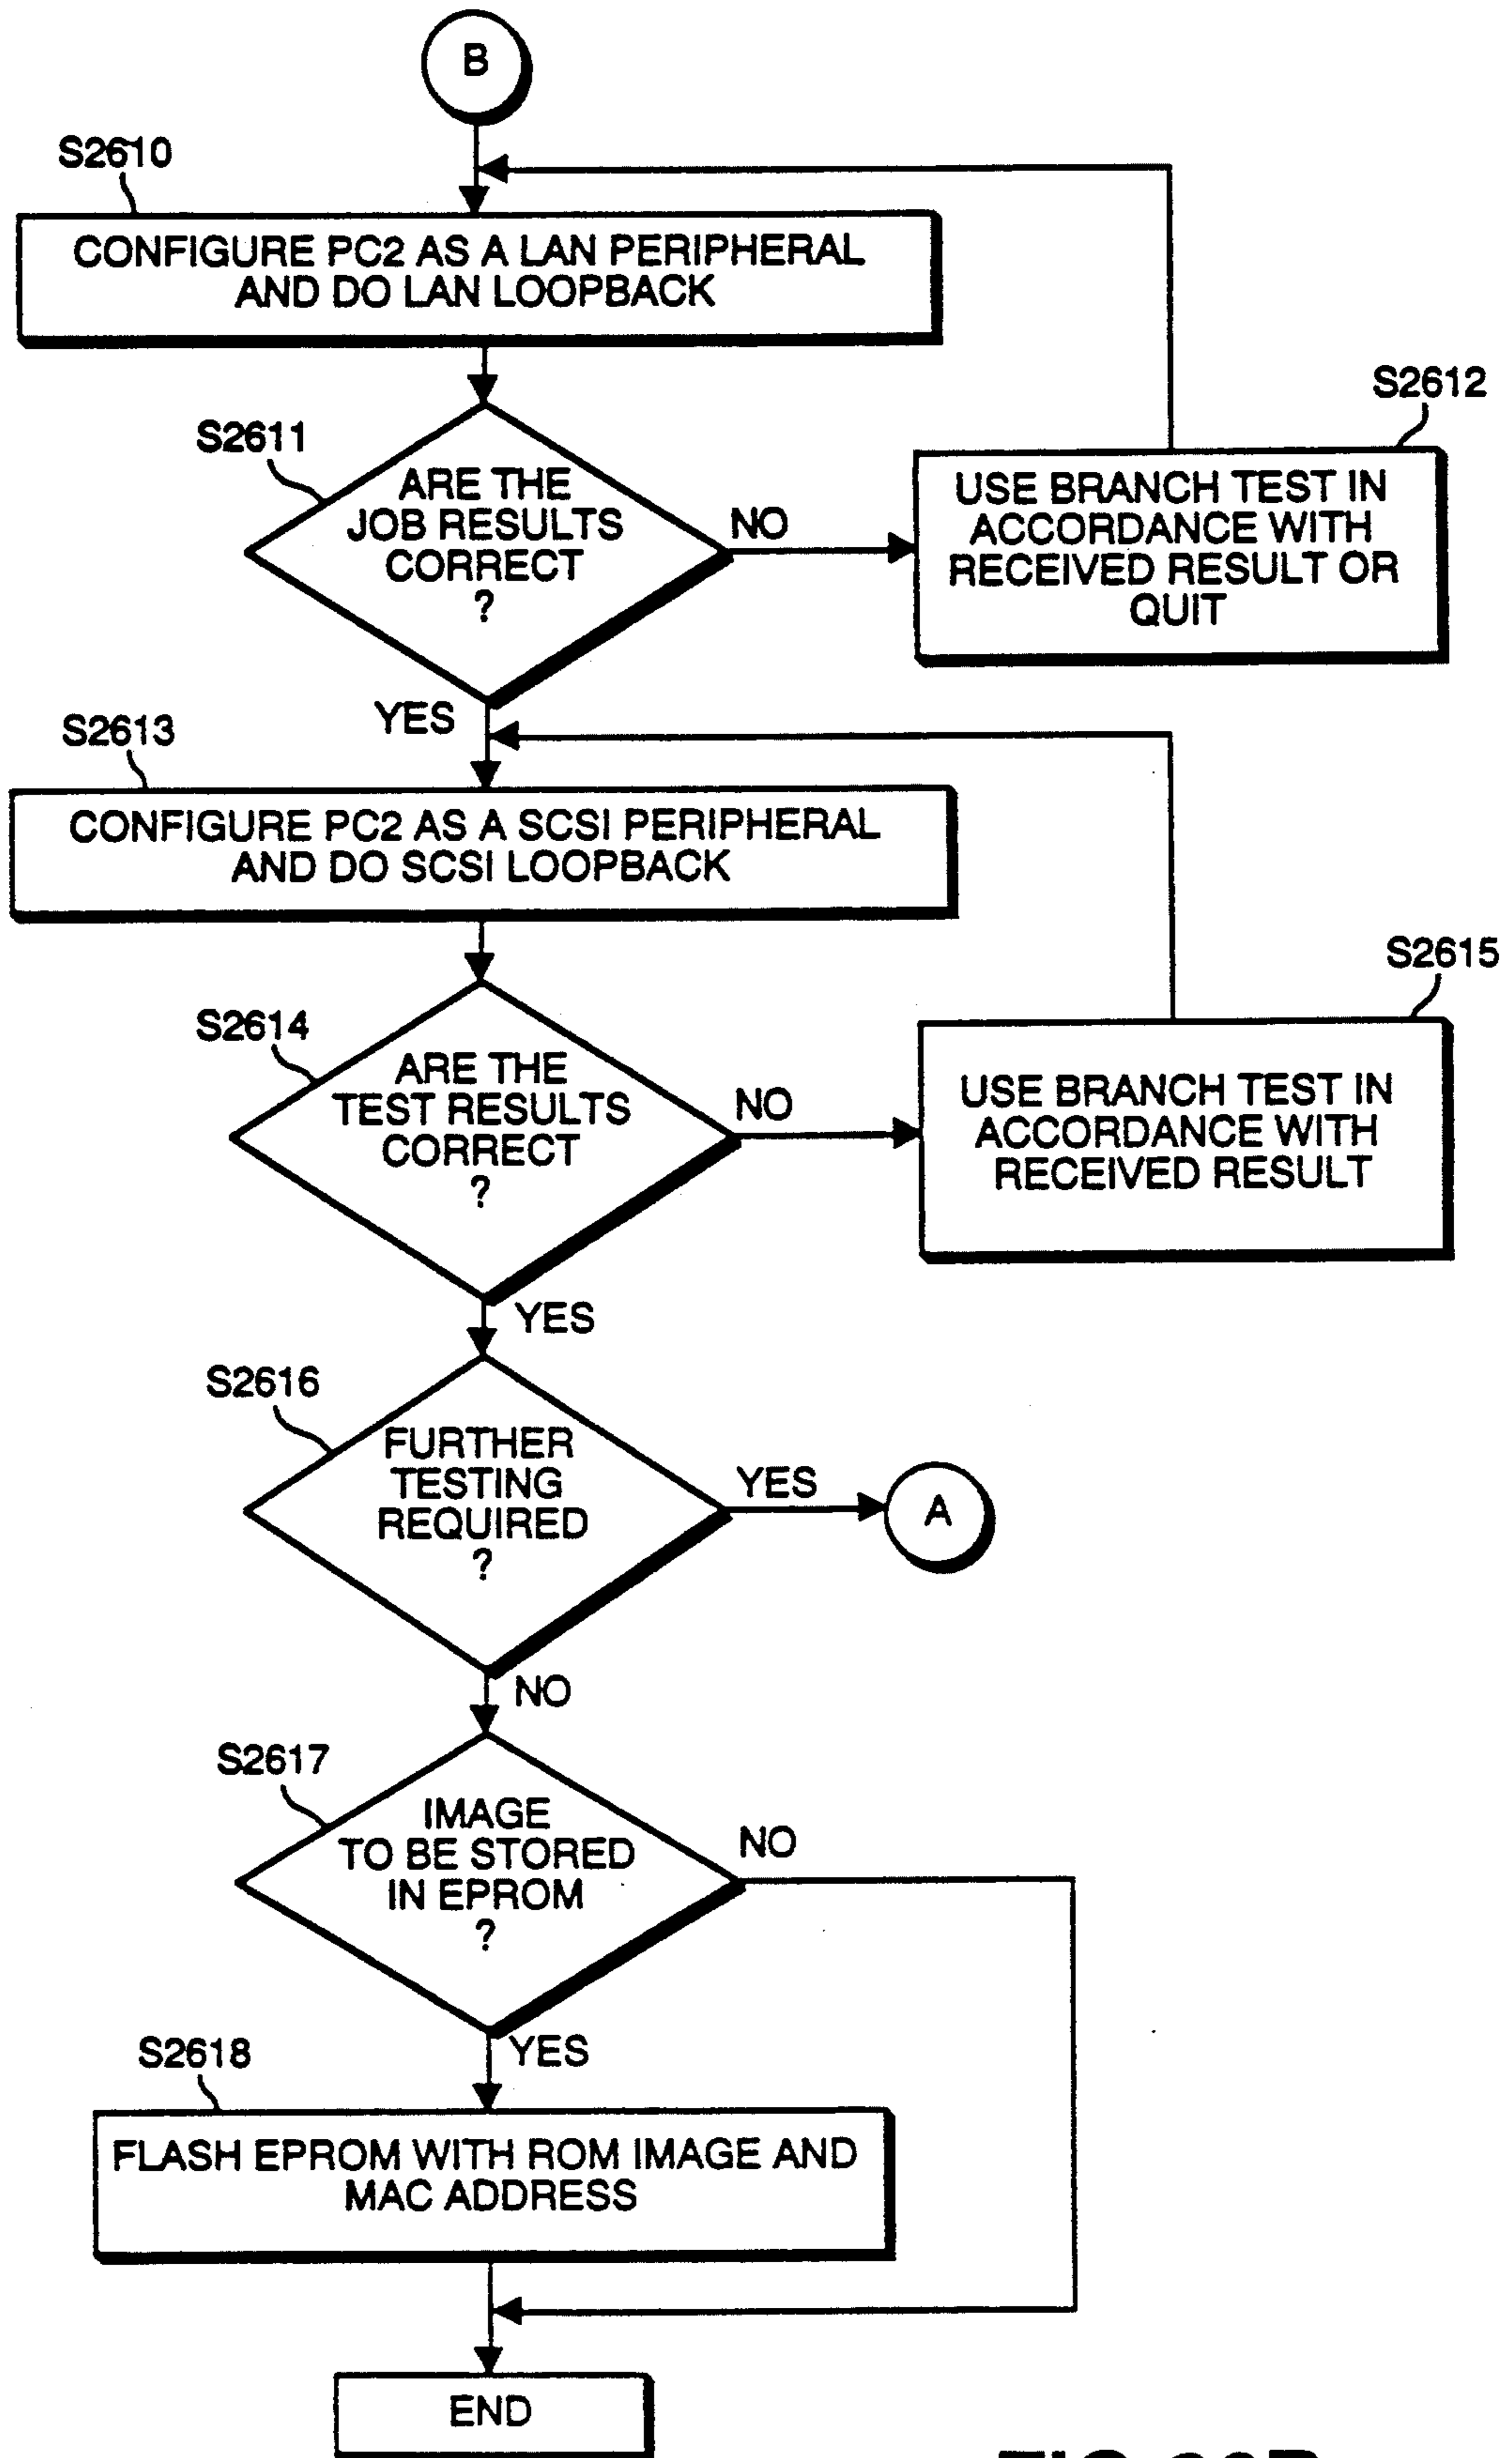 B
S2610
CONFIGURE PC2 AS A LAN PERIPHERAL
AND DO LAN LOOPBACK
S2611
ARE THE
JOB RESULTS
CORRECT
?
NO
S2612
USE BRANCH TEST IN
ACCORDANCE WITH
RECEIVED RESULT OR
QUIT
YES
S2613
CONFIGURE PC2 AS A SCSI PERIPHERAL
AND DO SCSI LOOPBACK
S2614
ARE THE
TEST RESULTS
CORRECT
?
NO
S2615
USE BRANCH TEST IN
ACCORDANCE WITH
RECEIVED RESULT
YES
S2616
FURTHER
TESTING
REQUIRED
?
YES
A
NO
S2617
IMAGE
TO BE STORED
IN EPROM
?
NO
YES
S2618
FLASH EPROM WITH ROM IMAGE AND
MAC ADDRESS
END